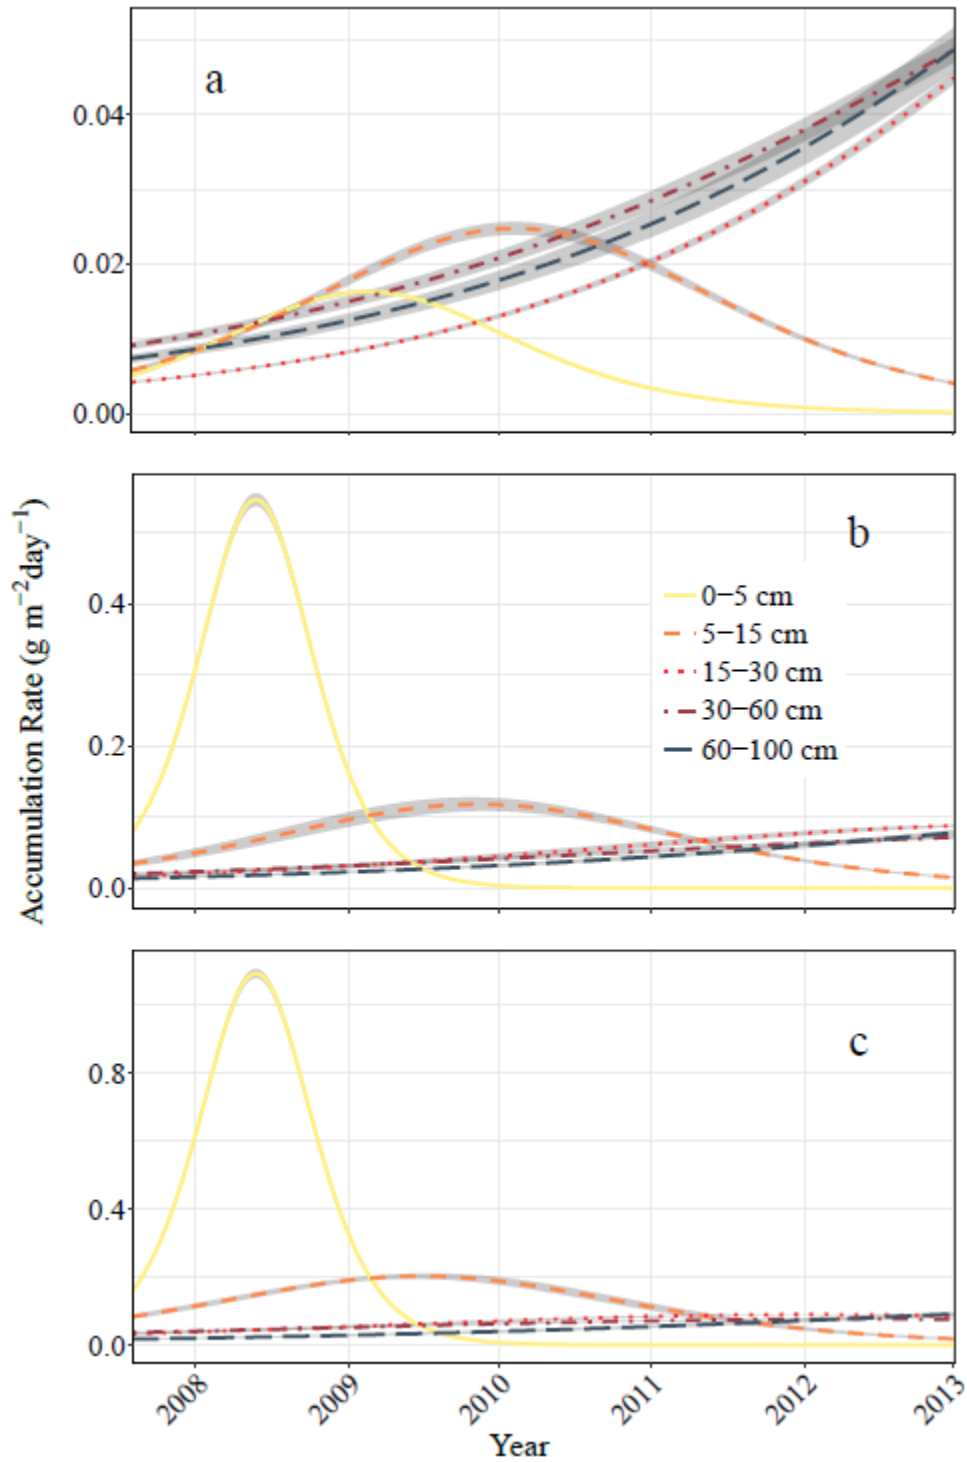 a
0.04
0.02
0.00
Accumulation Rate (g m−2day−1)
b
0.4
0.2
0.0
0−5 cm
5−15 cm
15−30 cm
30−60 cm
60−100 cm
c
0.8
0.4
0.0
2008
2009
2010
2011
2012
2013
Year